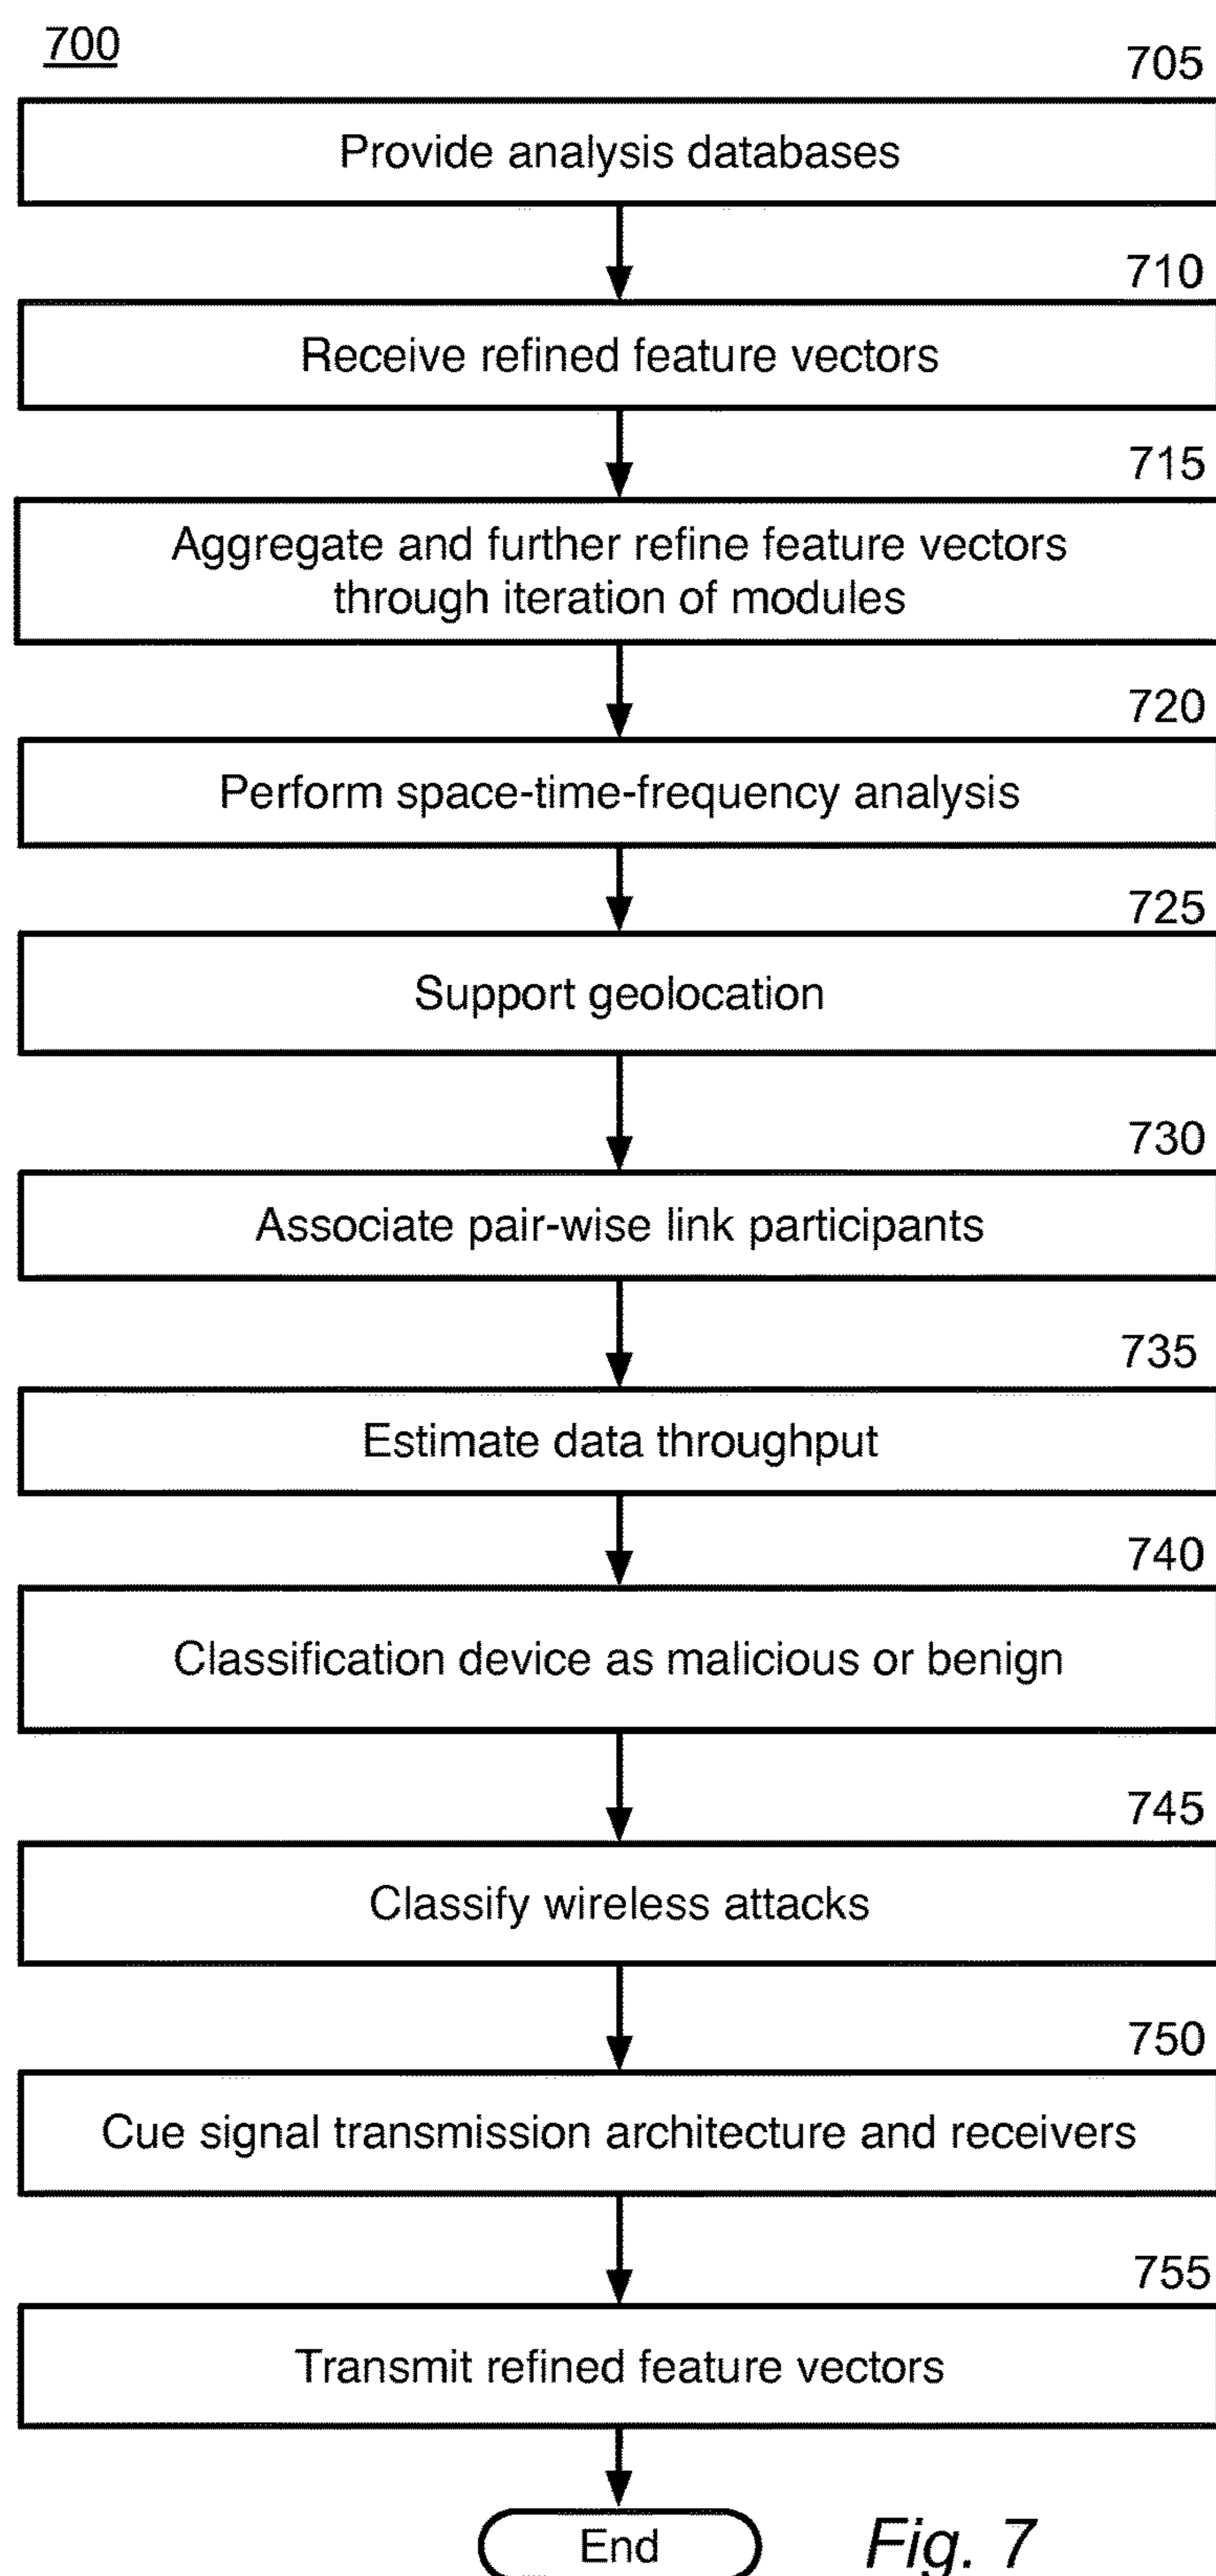 700
705
Provide analysis databases
710
Receive refined feature vectors
715
Aggregate and further refine feature vectors
through iteration of modules
720
Perform space-time-frequency analysis
725
Support geolocation
730
Associate pair-wise link participants
735
Estimate data throughput
740
Classification device as malicious or benign
745
Classify wireless attacks
750
Cue signal transmission architecture and receivers
755
Transmit refined feature vectors
End
Fig. 7